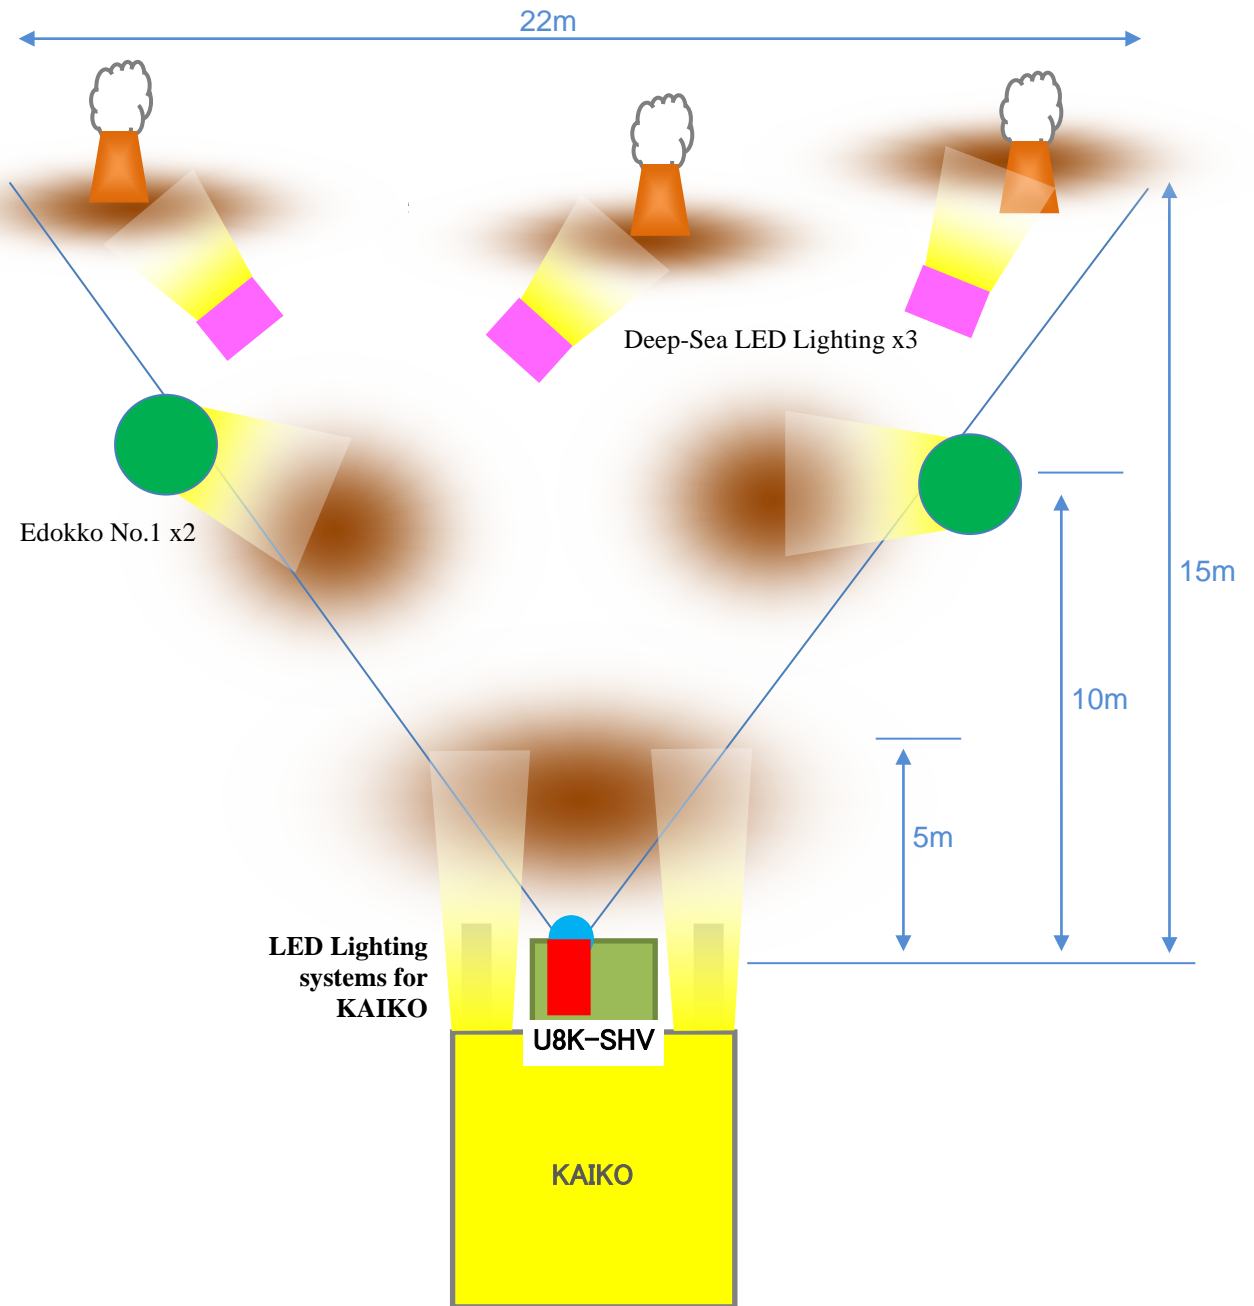 22m
Deep-Sea LED Lighting x3
Edokko No.1 x2
15m
10m
5m
LED Lighting
systems for
KAIKO
U8K-SHV
KAIKO